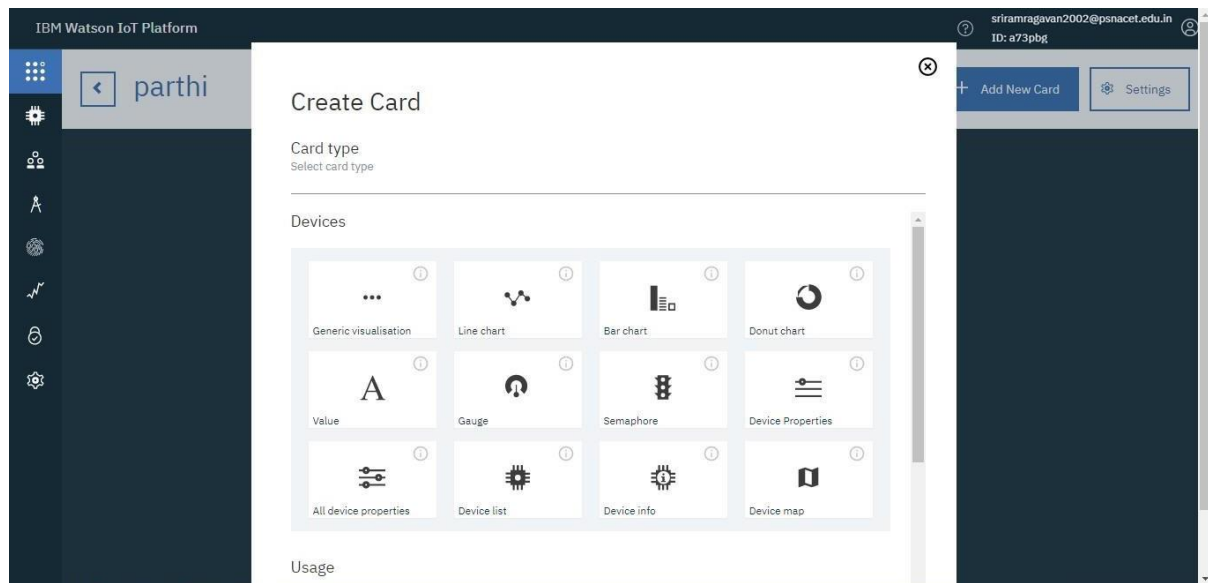 IBM Watson IoT Platform
sriramragavan2002@psnacet.edu.in
ID: a73pbg
parthi
Add New Card
Settings
Create Card
Card type
Select card type
Devices
Generic visualisation
Line chart
Bar chart
Donut chart
Value
Gauge
Semaphore
Device Properties
All device properties
Device list
Device info
Device map
Usage